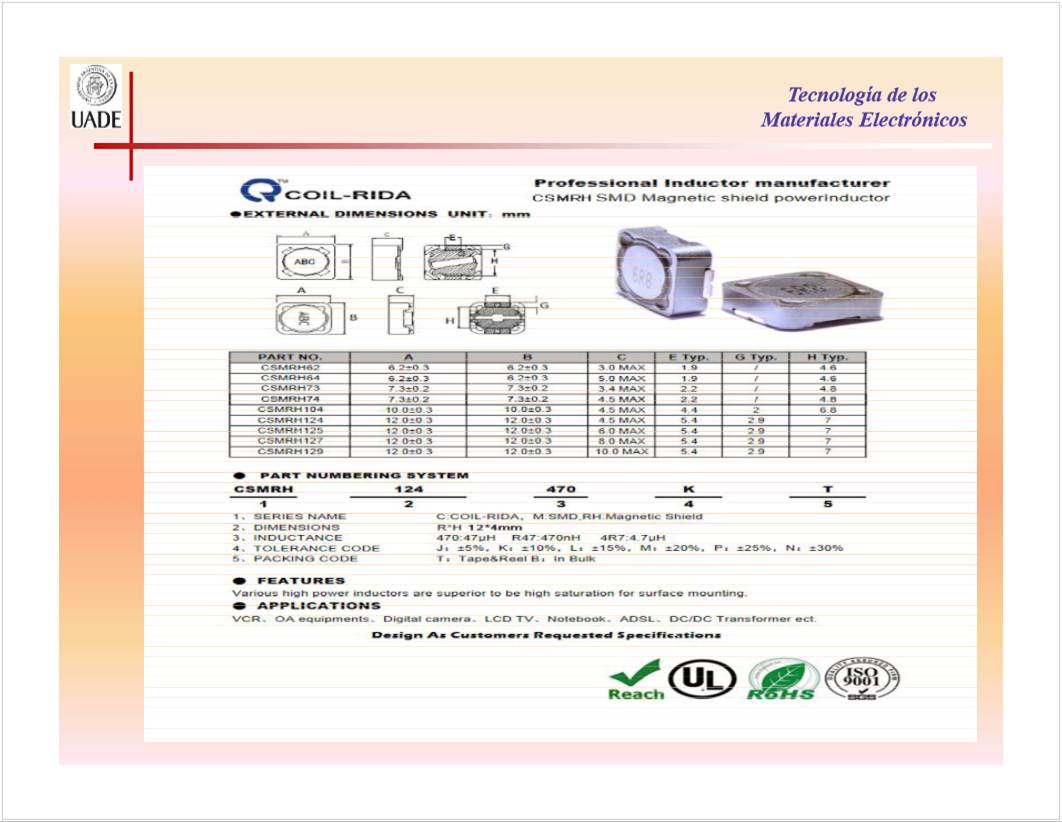 UADE
Tecnología de los
Materiales Electrónicos
COIL-RIDA
TM
Professional Inductor manufacturer
CSMRH SMD Magnetic shield powerinductor
●EXTERNAL DIMENSIONS UNIT: mm
A C E G
ABC B H
A C E G
ABC B H
6R8
PART NO. A B C E Typ. G Typ. H Typ.
CSMRH62 6.2±0.3 6.2±0.3 3.0 MAX 1.9 / 4.6
CSMRH64 6.2±0.3 6.2±0.3 5.0 MAX 1.9 / 4.6
CSMRH73 7.3±0.2 7.3±0.2 3.4 MAX 2.2 / 4.8
CSMRH74 7.3±0.2 7.3±0.2 4.5 MAX 2.2 / 4.8
CSMRH104 10.0±0.3 10.0±0.3 4.5 MAX 4.4 2 6.8
CSMRH124 12.0±0.3 12.0±0.3 4.5 MAX 5.4 2.9 7
CSMRH125 12.0±0.3 12.0±0.3 6.0 MAX 5.4 2.9 7
CSMRH127 12.0±0.3 12.0±0.3 8.0 MAX 5.4 2.9 7
CSMRH129 12.0±0.3 12.0±0.3 10.0 MAX 5.4 2.9 7
● PART NUMBERING SYSTEM
CSMRH 124 470 K T
1 2 3 4 5
1、SERIES NAME C:COIL-RIDA, M:SMD,RH:Magnetic Shield
2、DIMENSIONS R*H 12*4mm
3、INDUCTANCE 470:47μH R47:470nH 4R7:4.7μH
4、TOLERANCE CODE J: ±5%, K: ±10%, L: ±15%, M: ±20%, P: ±25%, N: ±30%
5、PACKING CODE T: Tape&Reel B: In Bulk
● FEATURES
Various high power inductors are superior to be high saturation for surface mounting.
● APPLICATIONS
VCR、OA equipments、Digital camera、LCD TV、Notebook、ADSL、DC/DC Transformer ect.
Design As Customers Requested Specifications
Reach
UL
RoHS
ISO
9001
SGS